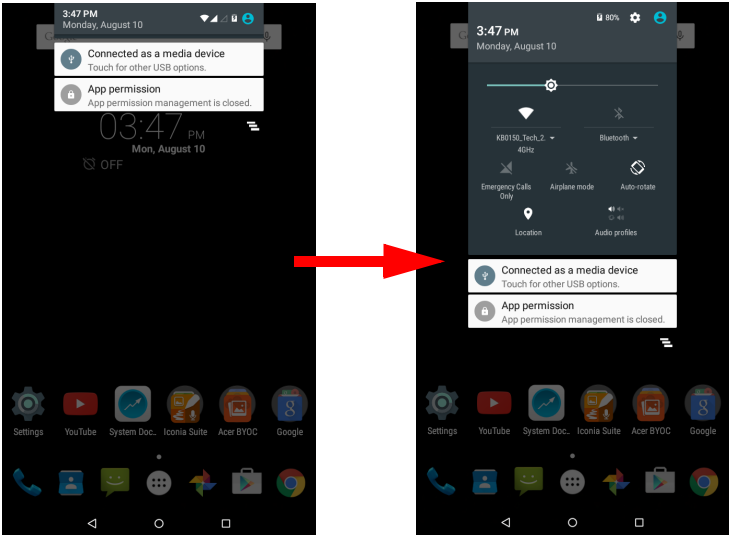 3:47 PM
Monday, August 10
Connected as a media device
Touch for other USB options.
App permission
App permission management is closed.
03:47 PM
Mon, August 10
OFF
Settings
YouTube
System Doc..
Iconia Suite
Acer BYOC
Google
80%
3:47 PM
Monday, August 10
KB0150_Tech_2.
4GHz
Bluetooth
Emergency Calls
Only
Airplane mode
Auto-rotate
Location
Audio profiles
Connected as a media device
Touch for other USB options.
App permission
App permission management is closed.
Settings
YouTube
System Doc..
Iconia Suite
Acer BYOC
Google